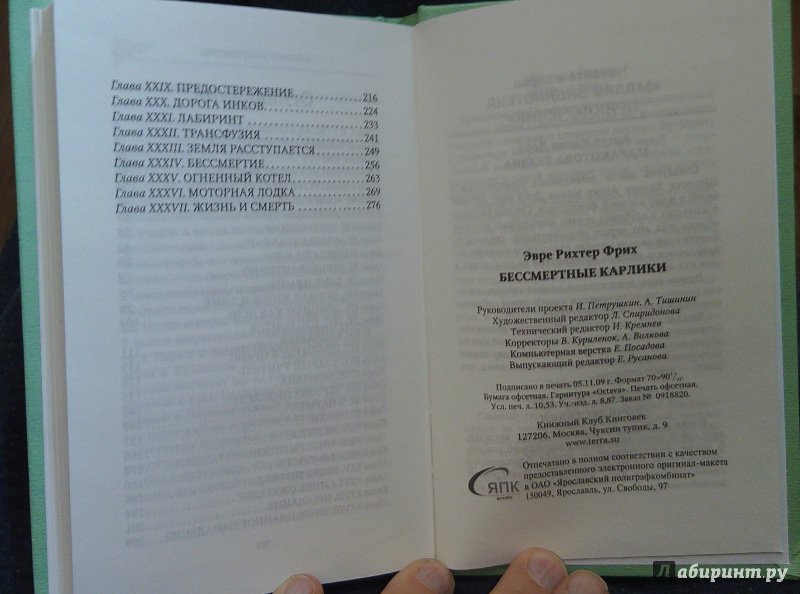 Глава XXIX. ПРЕДОСТЕРЕЖЕНИЕ ..................216
Глава XXX. ДОРОГА ИНКОВ. ......................224
Глава XXXI. ЛАБИРИНТ ..........................233
Глава XXXII. ТРАНСФУЗИЯ .......................241
Глава XXXIII. ЗЕМЛЯ РАССТУПАЕТСЯ..............249
Глава XXXIV. БЕССМЕРТИЕ .......................256
Глава XXXV. ОГНЕННЫЙ КОТЕЛ ...................263
Глава XXXVI. МОТОРНАЯ ЛОДКА ..................269
Глава XXXVII. ЖИЗНЬ И СМЕРТЬ ..................276
Эвре Рихтер Фрих
БЕССМЕРТНЫЕ КАРЛИКИ
Руководители проекта И. Петрушкин, А. Тишинин
Художественный редактор Л. Спиридонова
Технический редактор И. Кремнев
Корректоры В. Куриленок, А. Волкова
Компьютерная верстка Е. Посадова
Выпускающий редактор Е. Русанова
Подписано в печать 05.11.09 г. Формат 70×90 1/32.
Бумага офсетная. Гарнитура «Octava». Печать офсетная.
Усл. печ. л. 10,53. Уч.-изд. л. 8,87. Заказ № 0918820.
Книжный Клуб Книговек
127206, Москва, Чуксин тупик, д. 9
www.terra.su
ЯПК
Отпечатано в полном соответствии с качеством
предоставленного электронного оригинал-макета
в ОАО «Ярославский полиграфкомбинат»
150049, Ярославль, ул. Свободы, 97
Лабиринт.ру